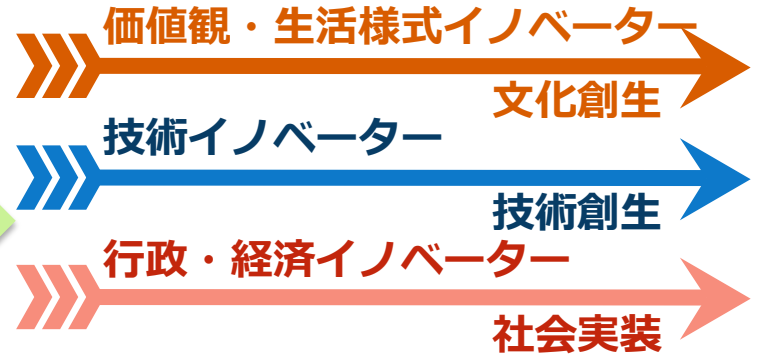 価値観・生活様式イノベーター
文化創生
技術イノベーター
技術創生
行政・経済イノベーター
社会実装